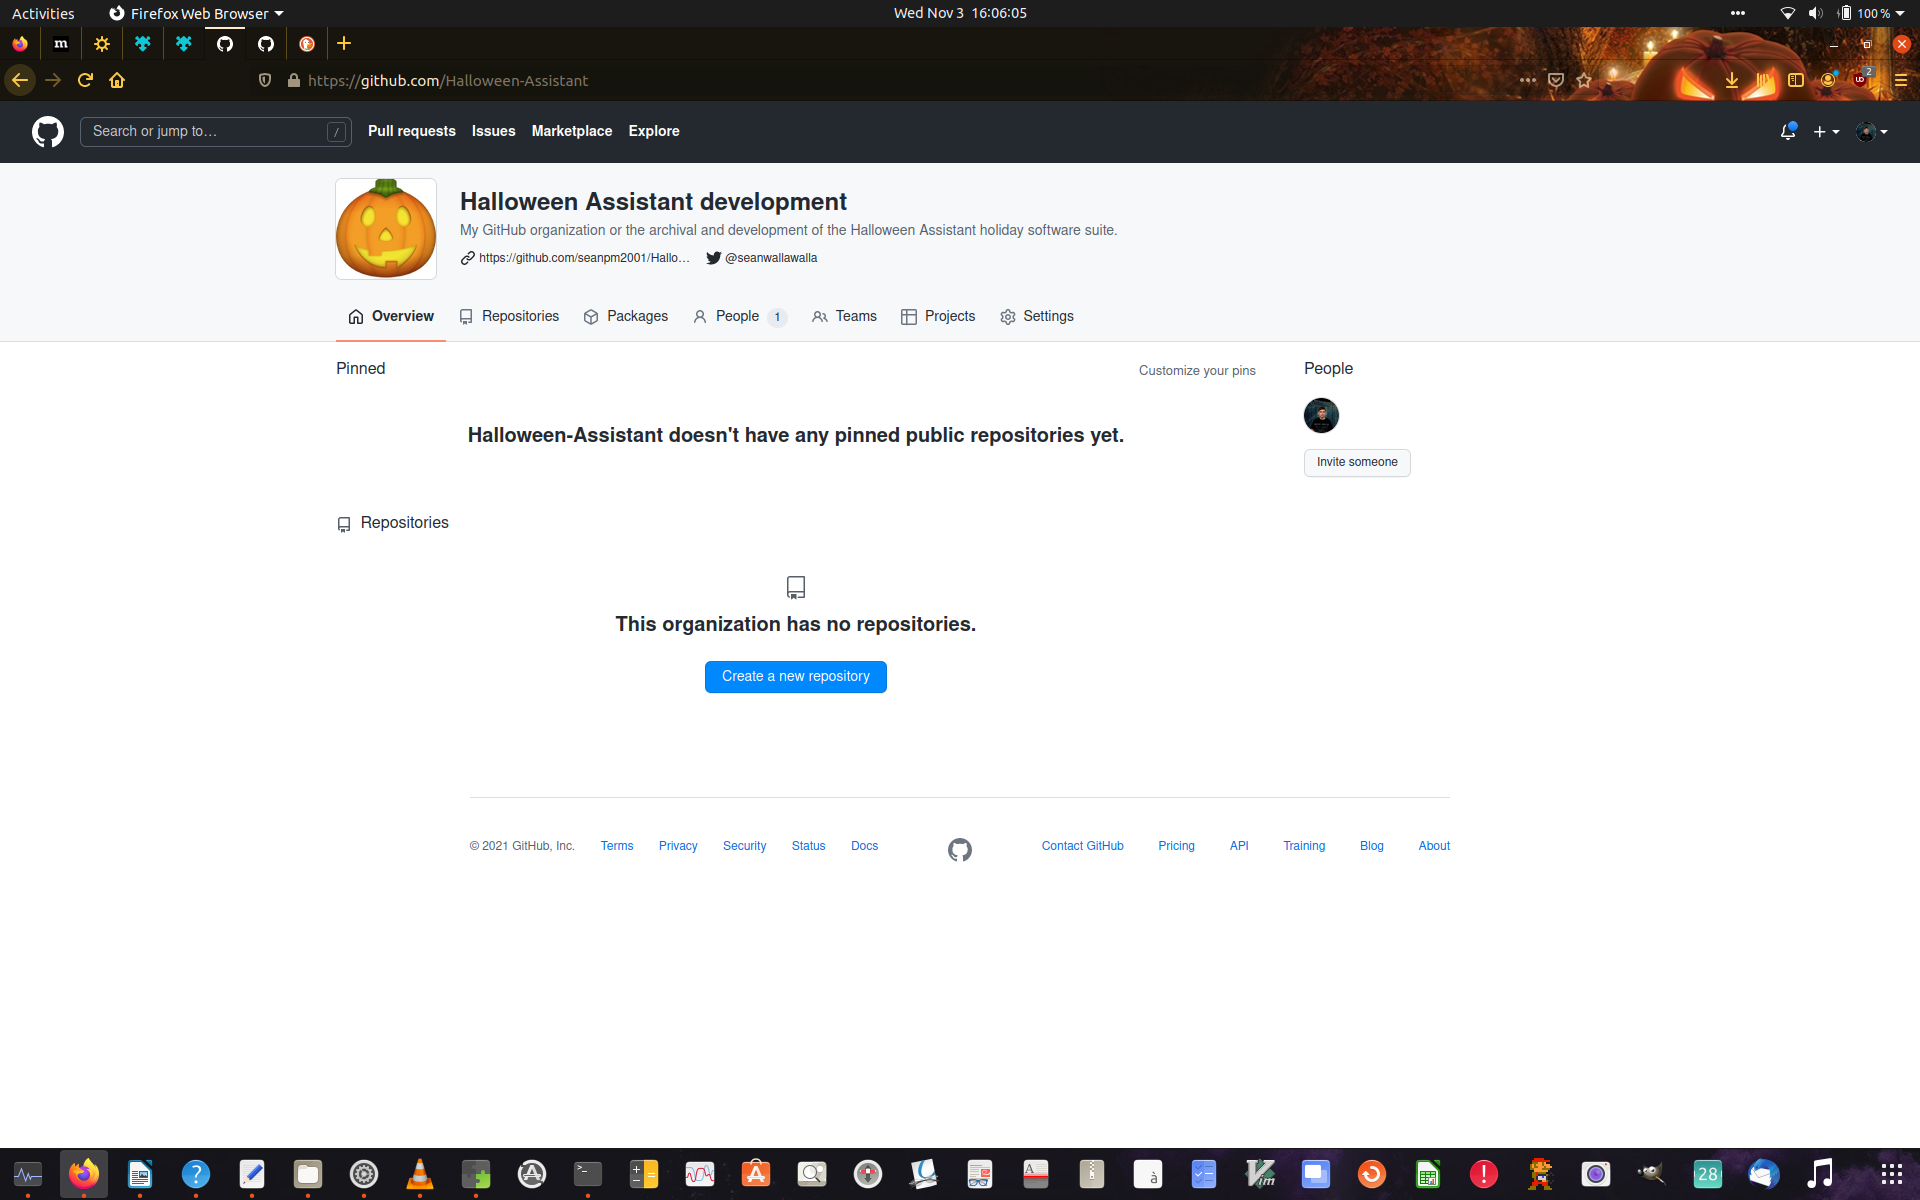 Activities Firefox Web Browser Wed Nov 3 16:06:05 100 %
m
https://github.com/Halloween-Assistant 2
Search or jump to… / Pull requests Issues Marketplace Explore
Halloween Assistant development
My GitHub organization or the archival and development of the Halloween Assistant holiday software suite.
https://github.com/seanpm2001/Hallo… @seanwallawalla
Overview Repositories Packages People 1 Teams Projects Settings
Pinned Customize your pins People
Halloween-Assistant doesn't have any pinned public repositories yet.
Invite someone
Repositories
This organization has no repositories.
Create a new repository
© 2021 GitHub, Inc. Terms Privacy Security Status Docs Contact GitHub Pricing API Training Blog About
28